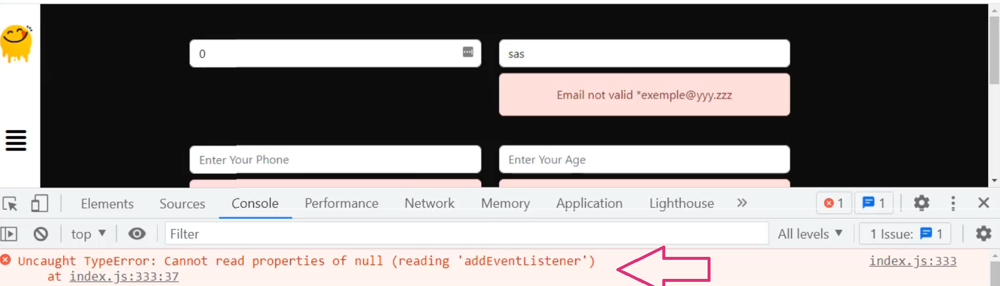 0 sas
Email not valid *exemple@yyy.zzz
Enter Your Phone Enter Your Age
Elements Sources Console Performance Network Memory Application Lighthouse » 1 1
top Filter All levels 1 Issue: 1
Uncaught TypeError: Cannot read properties of null (reading 'addEventListener') index.js:333
at index.js:333:37